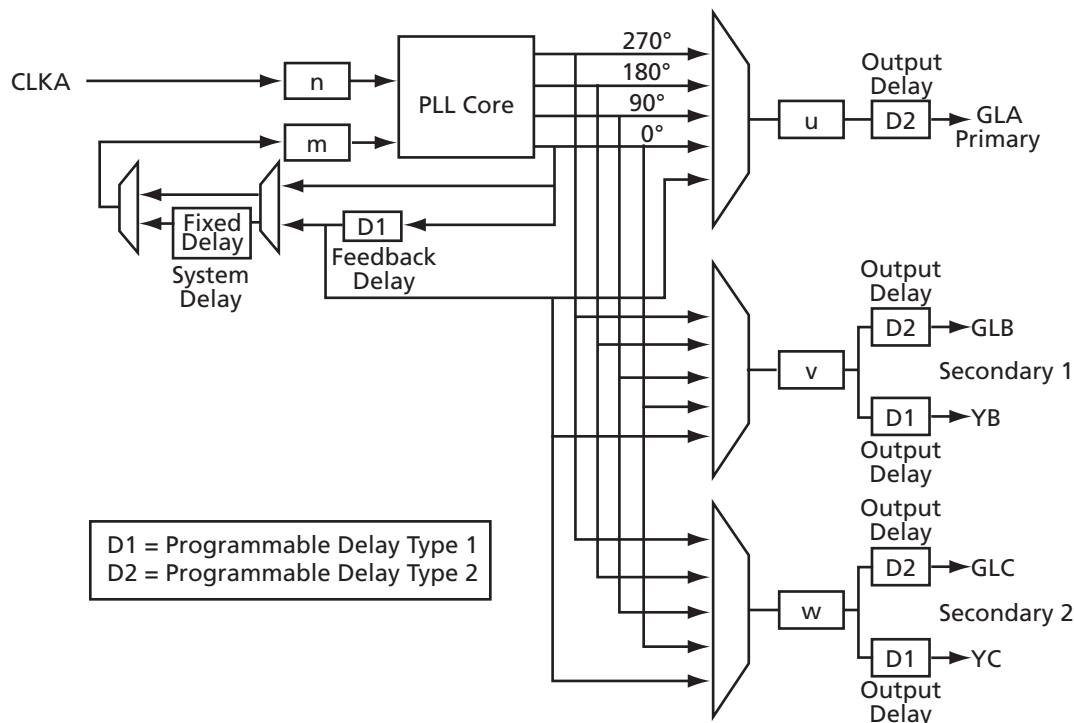 CLKA
n
m
PLL Core
270°
180°
90°
0°
u
Output
Delay
D2
GLA
Primary
Fixed
Delay
System
Delay
D1
Feedback
Delay
v
Output
Delay
D2
GLB
Secondary 1
D1
YB
Output
Delay
D1 = Programmable Delay Type 1
D2 = Programmable Delay Type 2
w
Output
Delay
D2
GLC
Secondary 2
D1
YC
Output
Delay